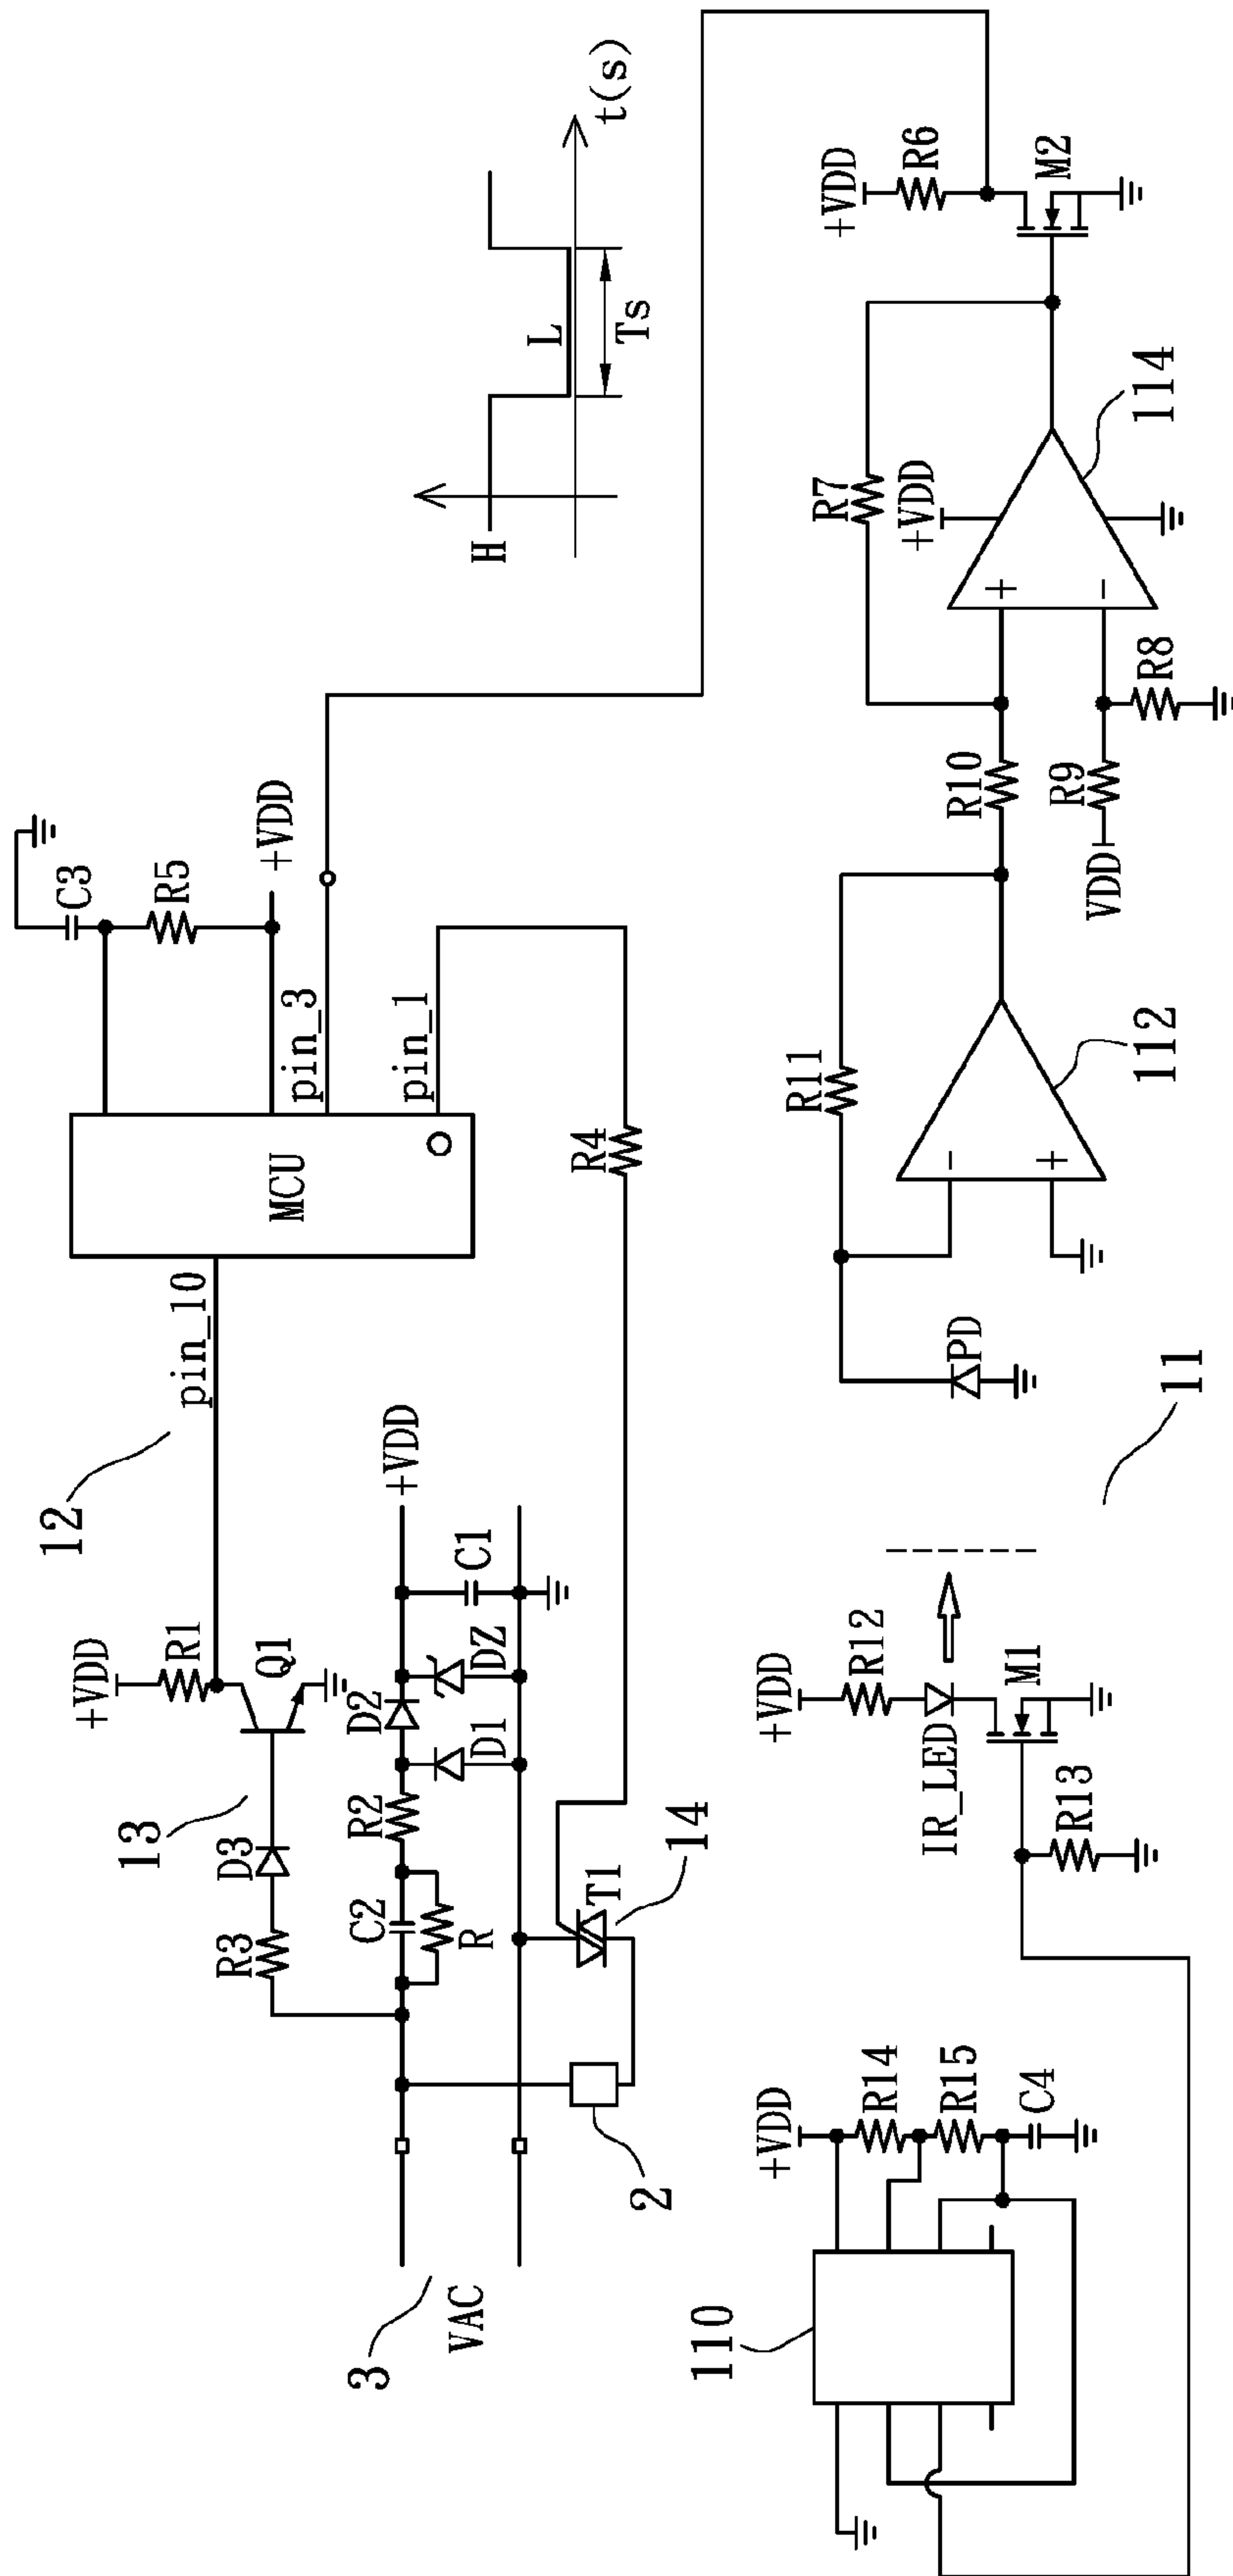 12
pin_10
MCU
C3
R5
+VDD
pin_3
pin_1
+VDD
R1
Q1
13
D3
R3
D2
+VDD
C1
DZ
D1
R2
C2
R
T1
14
R4
3
VAC
2
H
L
Ts
t(s)
110
+VDD
R14
R15
C4
+VDD
R12
IR_LED
M1
R13
11
PD
R11
-
+
112
R10
R9
VDD
R8
R7
+VDD
+
-
114
+VDD
R6
M2